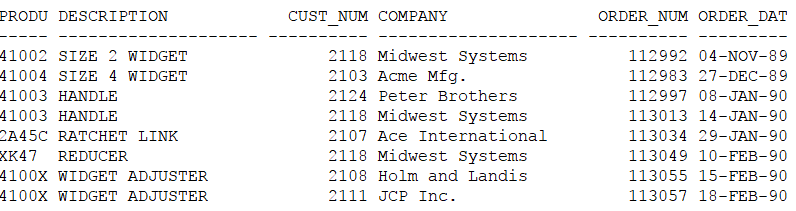 PRODU DESCRIPTION            CUST_NUM COMPANY              ORDER_NUM ORDER_DAT
----- -------------------- ---------- -------------------- ---------- ---------
41002 SIZE 2 WIDGET              2118 Midwest Systems          112992 04-NOV-89
41004 SIZE 4 WIDGET              2103 Acme Mfg.                112983 27-DEC-89
41003 HANDLE                     2124 Peter Brothers           112997 08-JAN-90
41003 HANDLE                     2118 Midwest Systems          113013 14-JAN-90
2A45C RATCHET LINK               2107 Ace International        113034 29-JAN-90
XK47  REDUCER                    2118 Midwest Systems          113049 10-FEB-90
4100X WIDGET ADJUSTER            2108 Holm and Landis          113055 15-FEB-90
4100X WIDGET ADJUSTER            2111 JCP Inc.                 113057 18-FEB-90